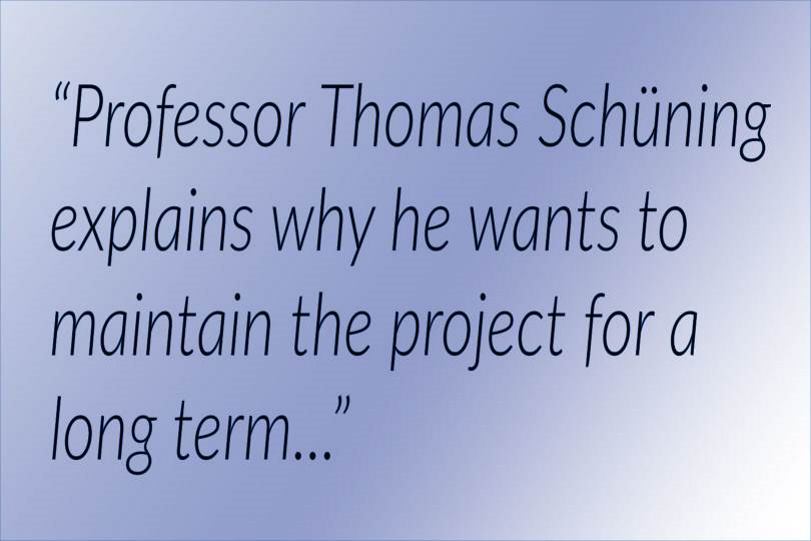 “Professor Thomas Schüning
explains why he wants to
maintain the project for a
long term...”